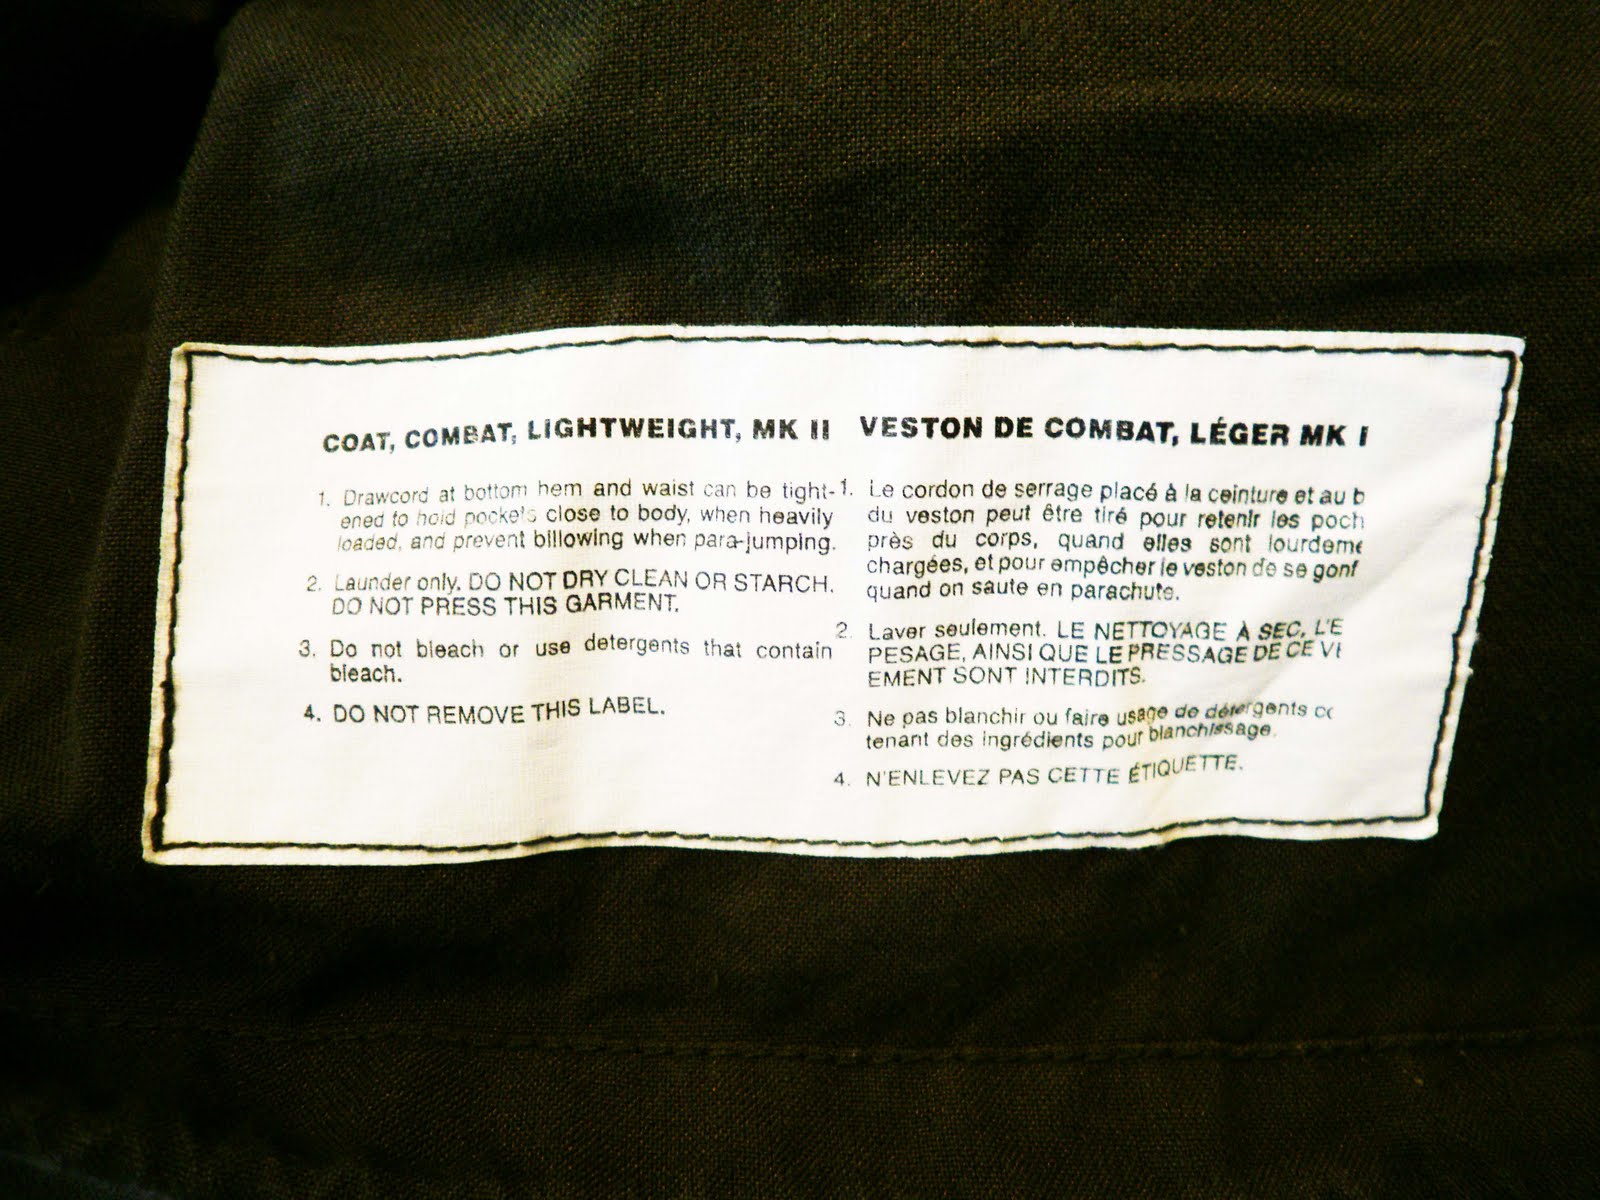 COAT, COMBAT, LIGHTWEIGHT, MK II
1. Drawcord at bottom hem and waist can be tight-
ened to hold pockets close to body, when heavily
loaded, and prevent billowing when para-jumping.
2. Launder only. DO NOT DRY CLEAN OR STARCH.
DO NOT PRESS THIS GARMENT.
3. Do not bleach or use detergents that contain
bleach.
4. DO NOT REMOVE THIS LABEL.
VESTON DE COMBAT, LÉGER MK I
1. Le cordon de serrage placé à la ceinture et au b
du veston peut être tiré pour retenir les poch
près du corps, quand elles sont lourdeme
chargées, et pour empêcher le veston de se gonf
quand on saute en parachute.
2. Laver seulement. LE NETTOYAGE À SEC, L'E
PESAGE, AINSI QUE LE PRESSAGE DE CE VÊ
EMENT SONT INTERDITS.
3. Ne pas blanchir ou faire usage de détergents co
tenant des ingrédients pour blanchissage.
4. N'ENLEVEZ PAS CETTE ÉTIQUETTE.